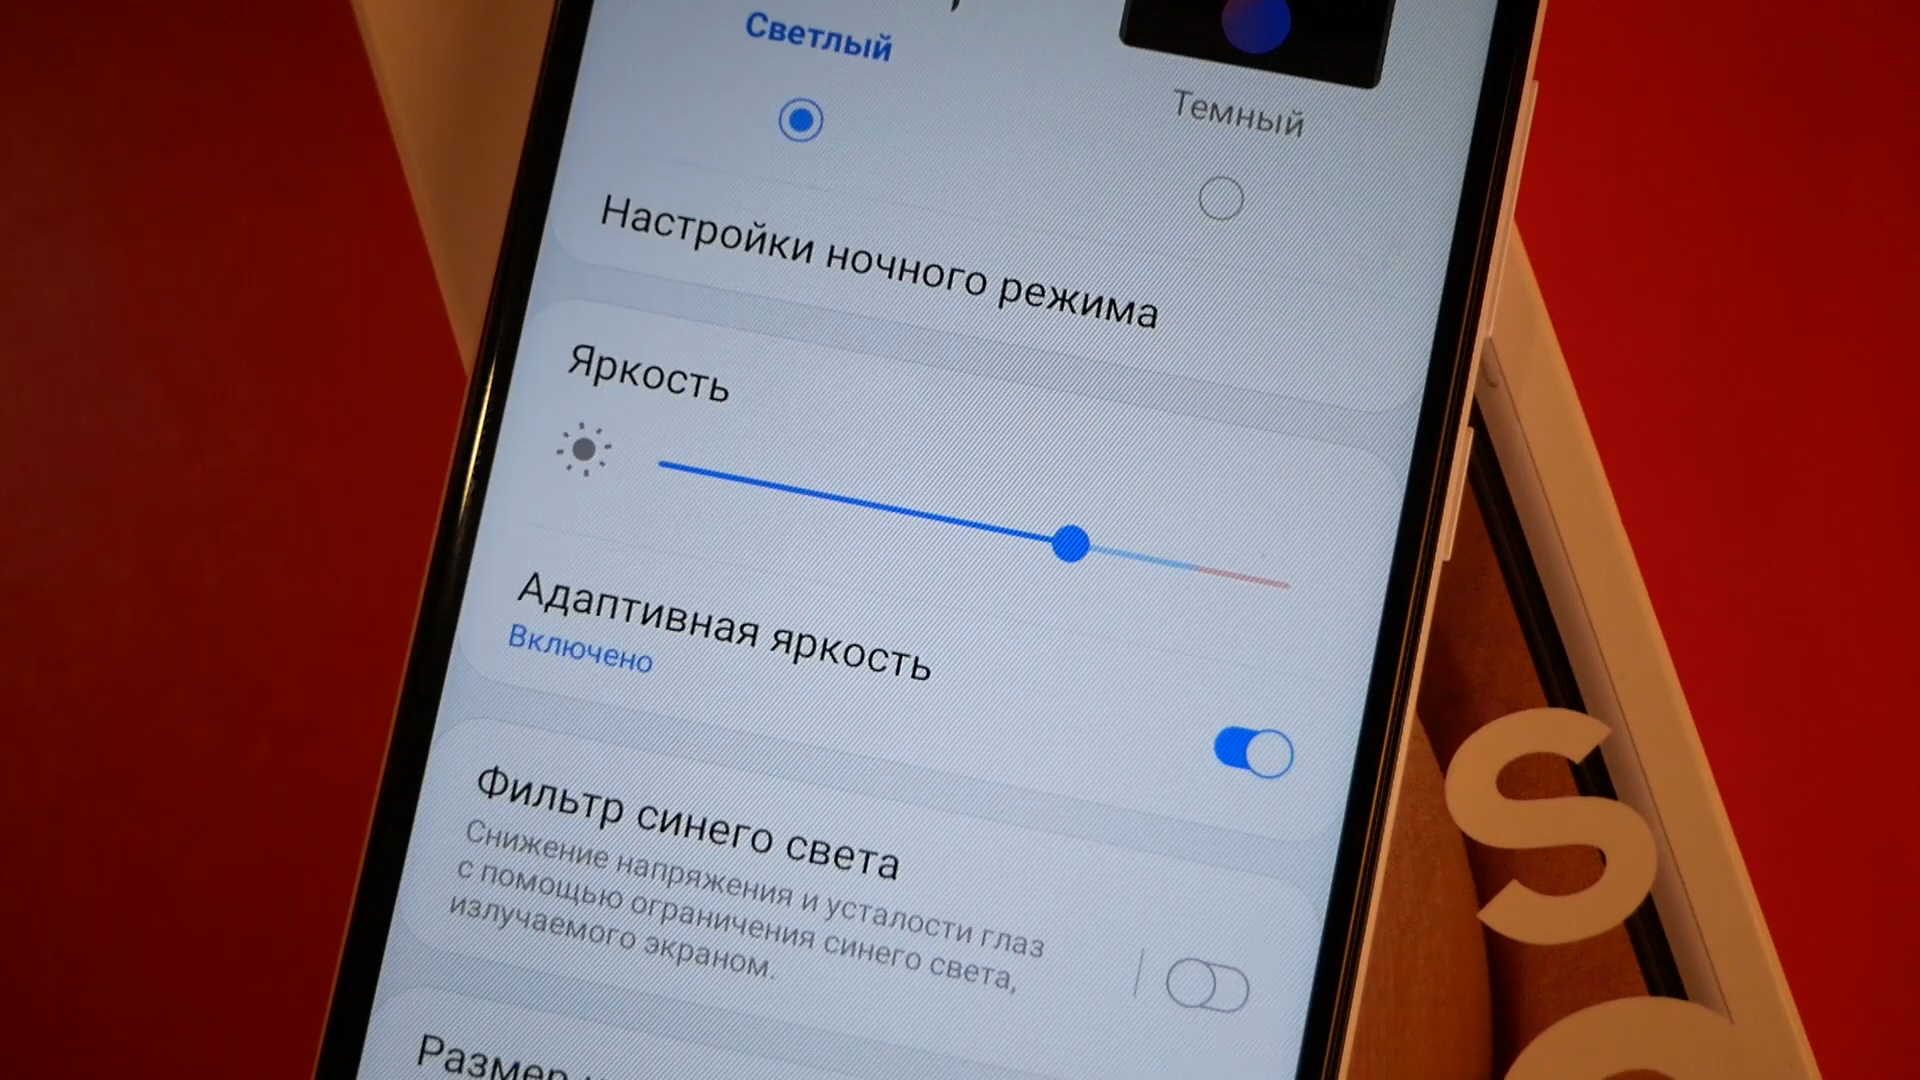 Светлый
Темный
Настройки ночного режима
Яркость
Адаптивная яркость
Включено
Фильтр синего света
Снижение напряжения и усталости глаз
с помощью ограничения синего света,
излучаемого экраном.
Размер
s